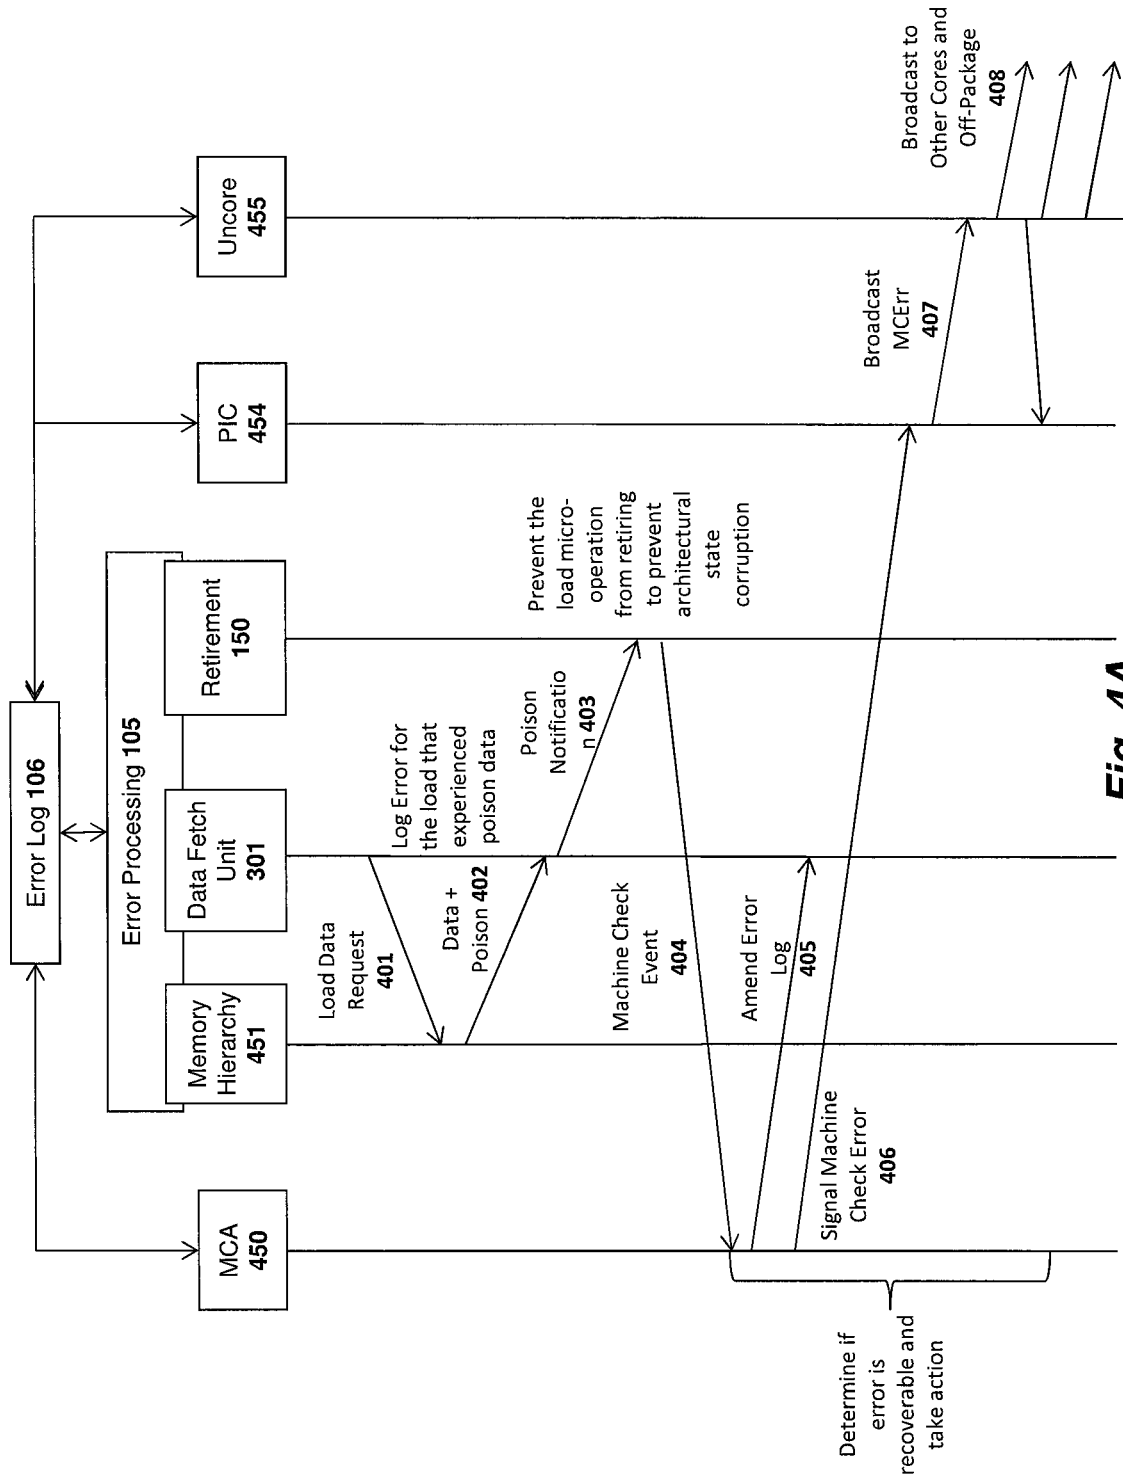 Error Log 106
Error Processing 105
MCA
450
Memory
Hierarchy
451
Data Fetch
Unit
301
Retirement
150
PIC
454
Uncore
455
Load Data
Request
401
Log Error for
the load that
experienced
poison data
Data +
Poison 402
Poison
Notificatio
n 403
Prevent the
load micro-
operation
from retiring
to prevent
architectural
state
corruption
Machine Check
Event
404
Amend Error
Log
405
Signal Machine
Check Error
406
Determine if
error is
recoverable and
take action
Broadcast
MCErr
407
Broadcast to
Other Cores and
Off-Package
408
Fig. 4A